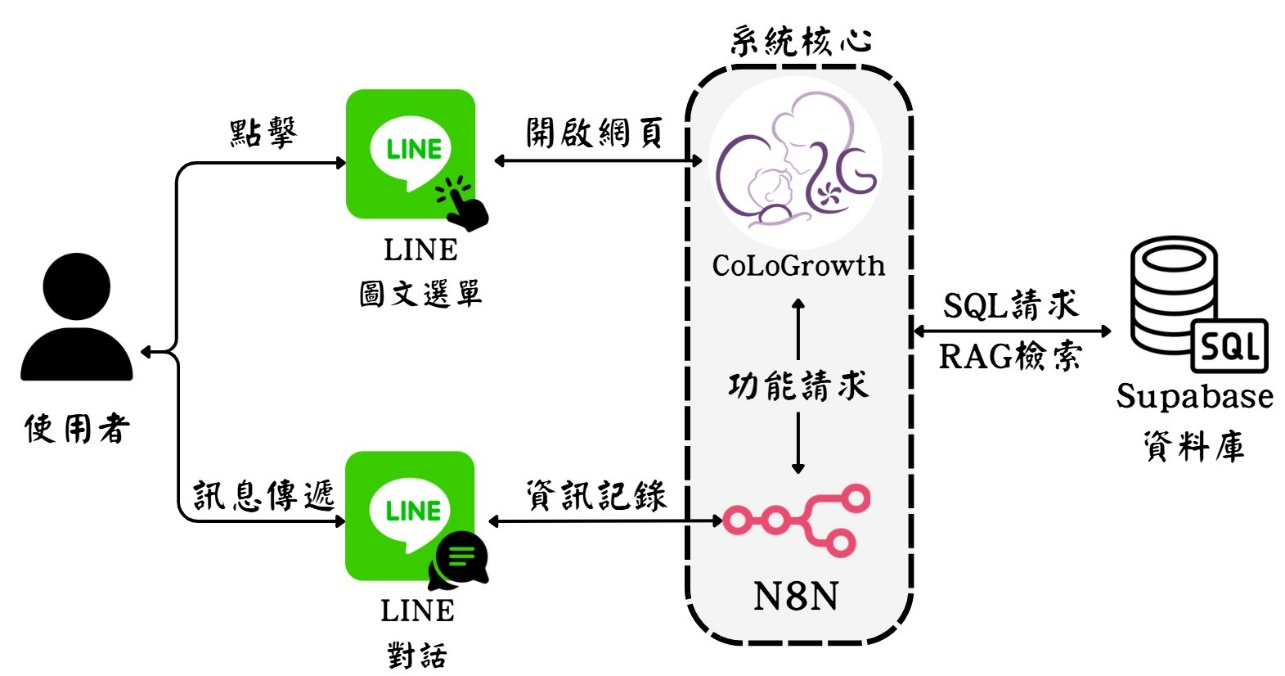 系統核心
點擊
LINE
開啟網頁
LINE
圖文選單
CoLoGrowth
使用者
功能請求
SQL請求
RAG檢索
SQL
Supabase
資料庫
訊息傳遞
LINE
資訊記錄
LINE
對話
N8N